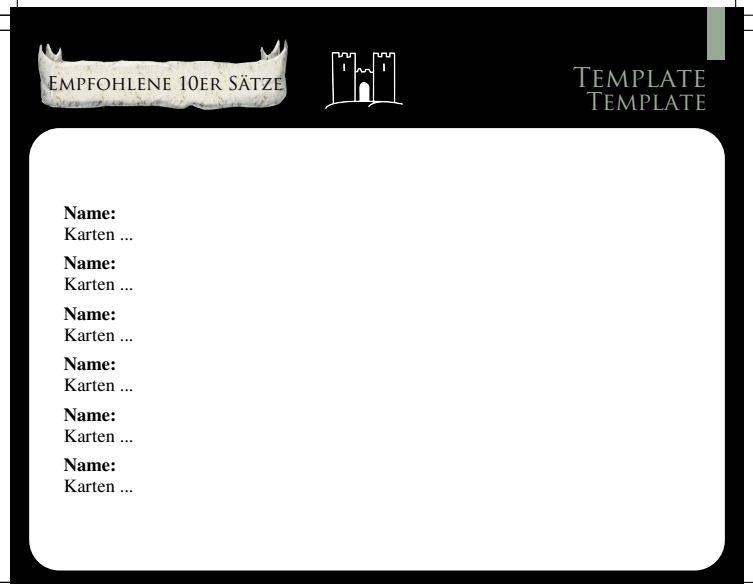 Empfohlene 10er Sätze
Template
Template
Name:
Karten ...
Name:
Karten ...
Name:
Karten ...
Name:
Karten ...
Name:
Karten ...
Name:
Karten ...